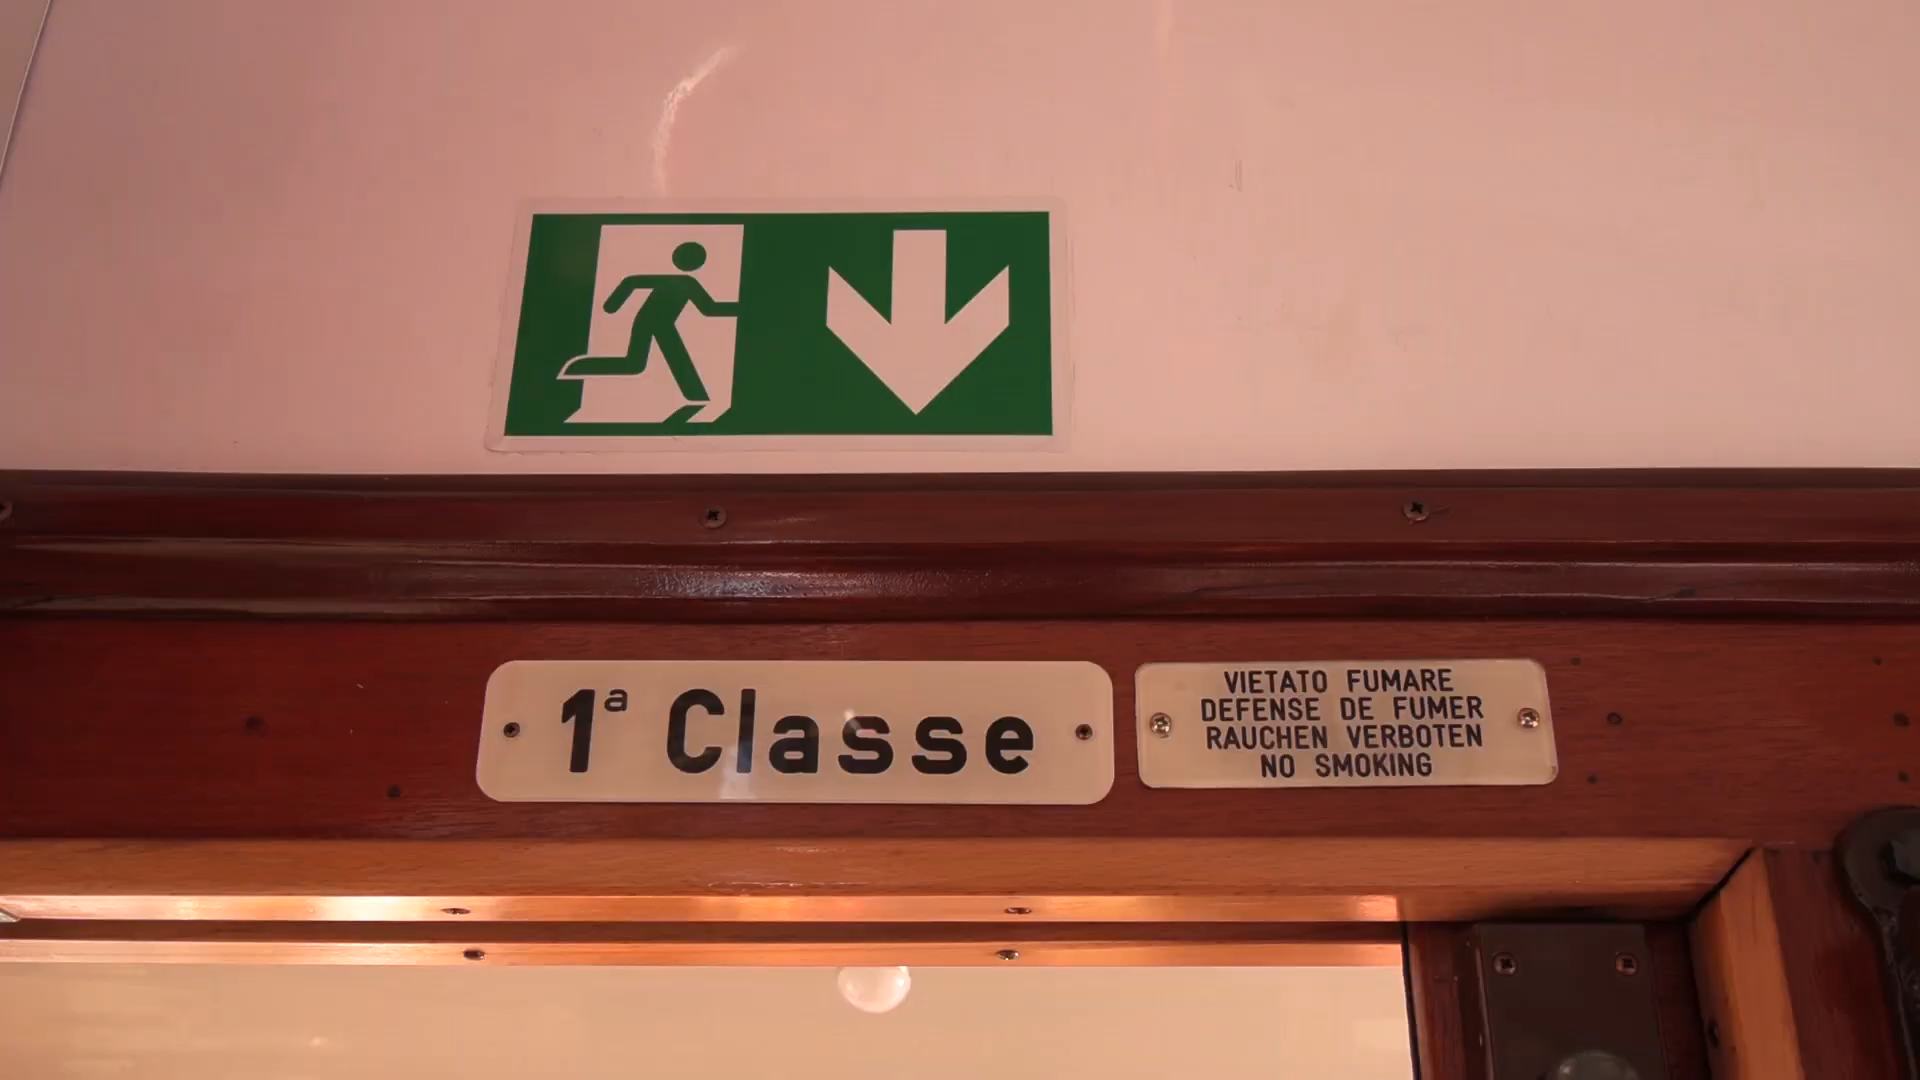 1ª Classe
VIETATO FUMARE
DEFENSE DE FUMER
RAUCHEN VERBOTEN
NO SMOKING